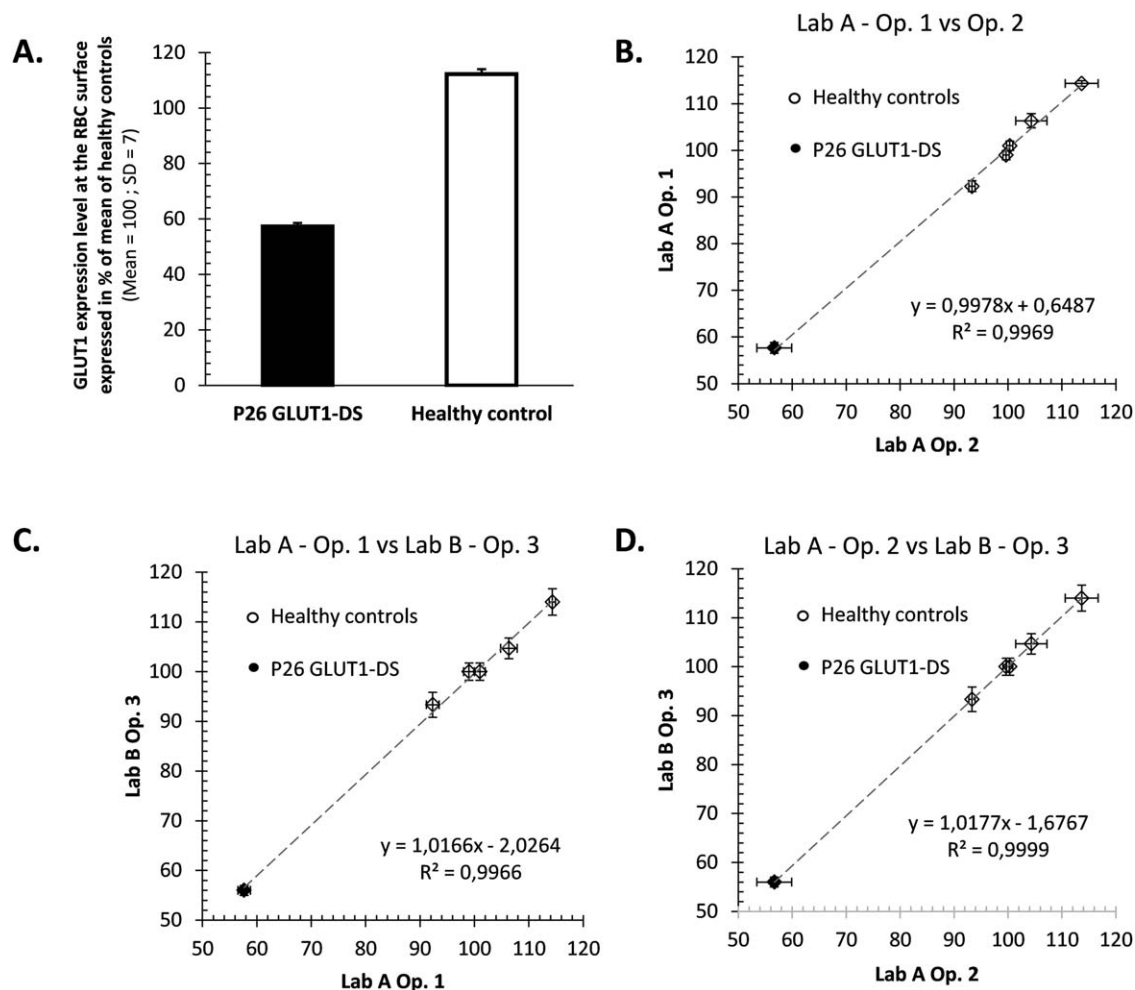 A.
GLUT1 expression level at the RBC surface
expressed in % of mean of healthy controls
(Mean = 100 ; SD = 7)
120
100
80
60
40
20
0
P26 GLUT1-DS
Healthy control
B.
Lab A - Op. 1 vs Op. 2
Lab A Op. 1
120
110
100
90
80
70
60
50
Healthy controls
P26 GLUT1-DS
y = 0,9978x + 0,6487
R² = 0,9969
50 60 70 80 90 100 110 120
Lab A Op. 2
C.
Lab A - Op. 1 vs Lab B - Op. 3
Lab B Op. 3
120
110
100
90
80
70
60
50
Healthy controls
P26 GLUT1-DS
y = 1,0166x - 2,0264
R² = 0,9966
50 60 70 80 90 100 110 120
Lab A Op. 1
D.
Lab A - Op. 2 vs Lab B - Op. 3
Lab B Op. 3
120
110
100
90
80
70
60
50
Healthy controls
P26 GLUT1-DS
y = 1,0177x - 1,6767
R² = 0,9999
50 60 70 80 90 100 110 120
Lab A Op. 2